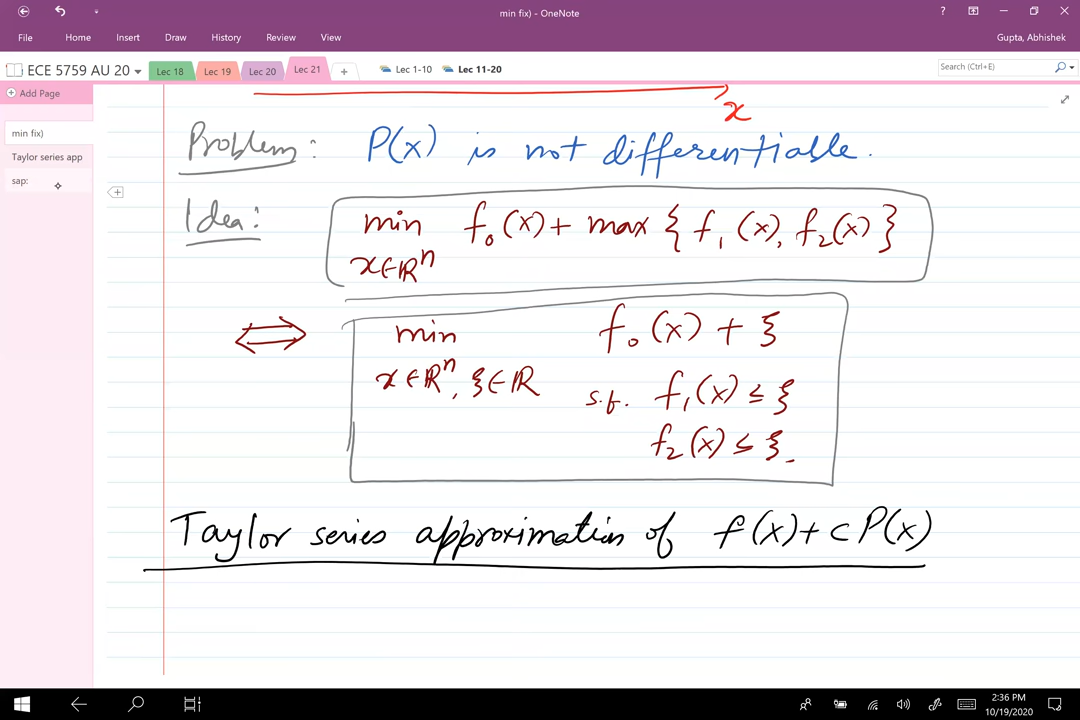 min fix) - OneNote
File Home Insert Draw History Review View
Gupta, Abhishek
ECE 5759 AU 20
Lec 18 Lec 19 Lec 20 Lec 21 +
Lec 1-10 Lec 11-20
Search (Ctrl+E)
Add Page
min fix)
Taylor series app
sap:
x
Problem: P(x) is not differentiable.
Idea: min f₀(x) + max { f₁(x), f₂(x) }
x∈ℝⁿ
⟺ min f₀(x) + ξ
x∈ℝⁿ, ξ∈ℝ s.t. f₁(x) ≤ ξ
f₂(x) ≤ ξ.
Taylor series approximation of f(x)+cP(x)
2:36 PM
10/19/2020